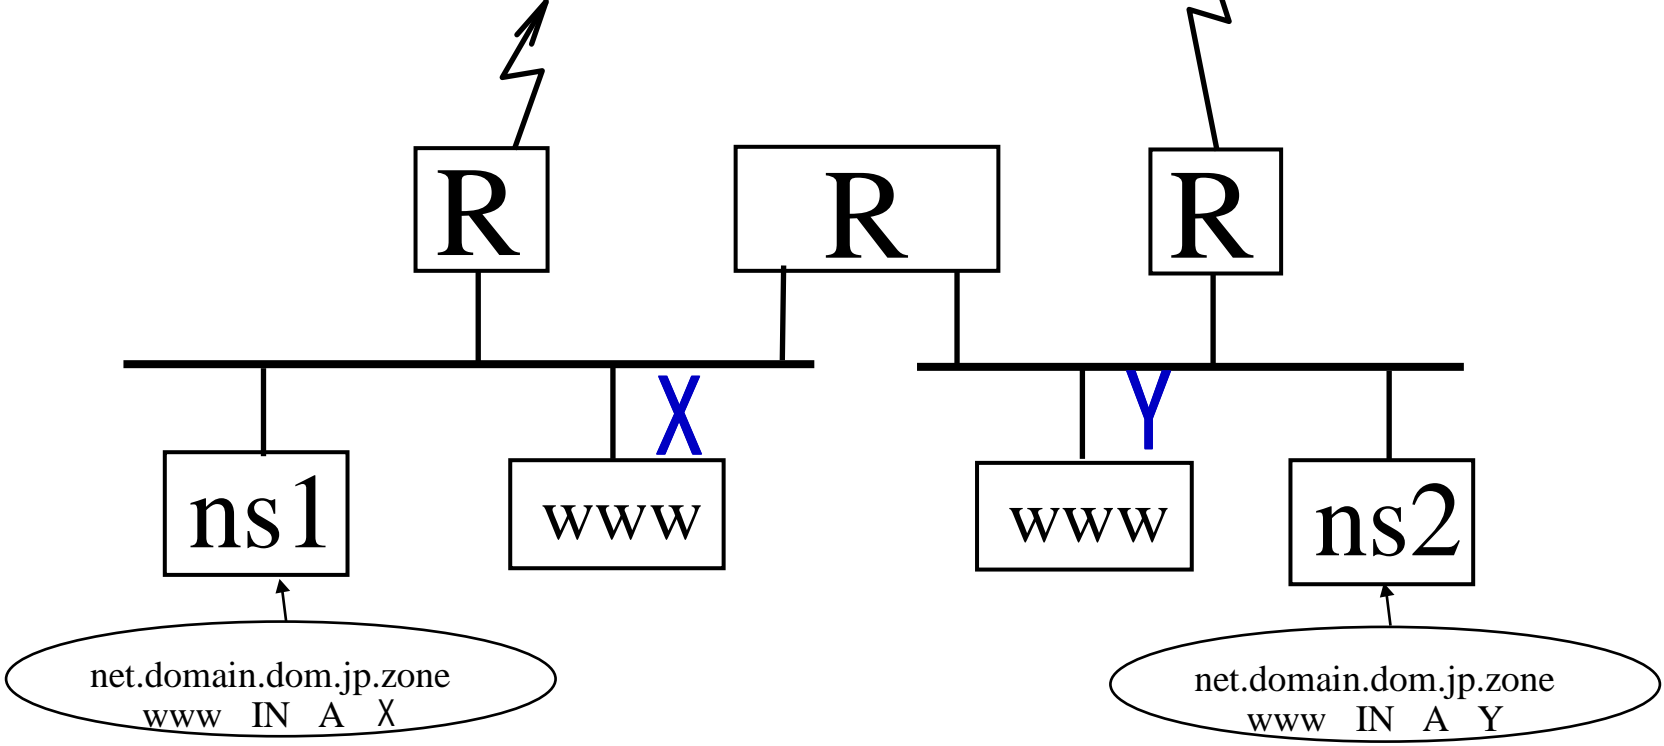 R
R
R
X
Y
ns1
www
www
ns2
net.domain.dom.jp.zone
www IN A X
net.domain.dom.jp.zone
www IN A Y